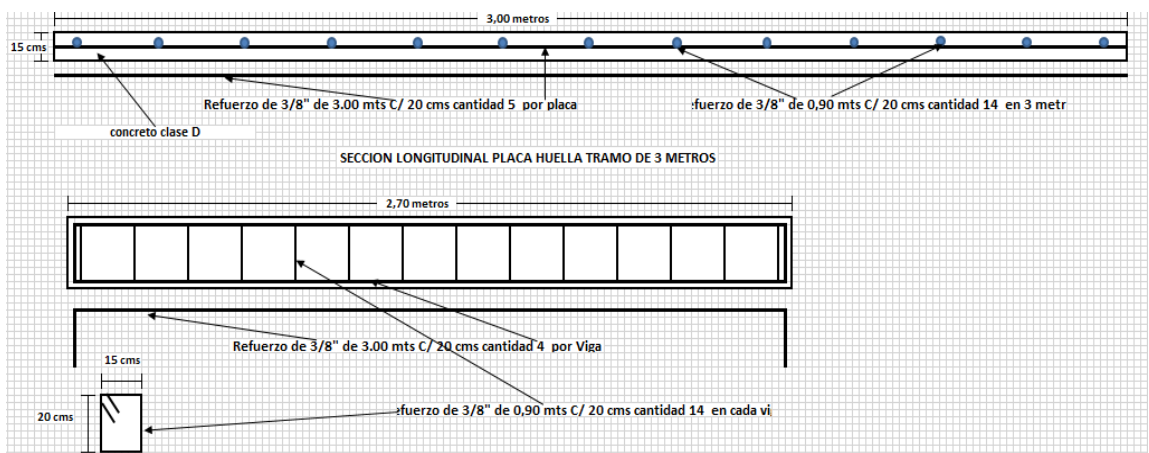 3,00 metros
15 cms
Refuerzo de 3/8" de 3.00 mts C/ 20 cms cantidad 5 por placa
efuerzo de 3/8" de 0,90 mts C/ 20 cms cantidad 14 en 3 metr
concreto clase D
SECCION LONGITUDINAL PLACA HUELLA TRAMO DE 3 METROS
2,70 metros
Refuerzo de 3/8" de 3.00 mts C/ 20 cms cantidad 4 por Viga
15 cms
20 cms
efuerzo de 3/8" de 0,90 mts C/ 20 cms cantidad 14 en cada vi